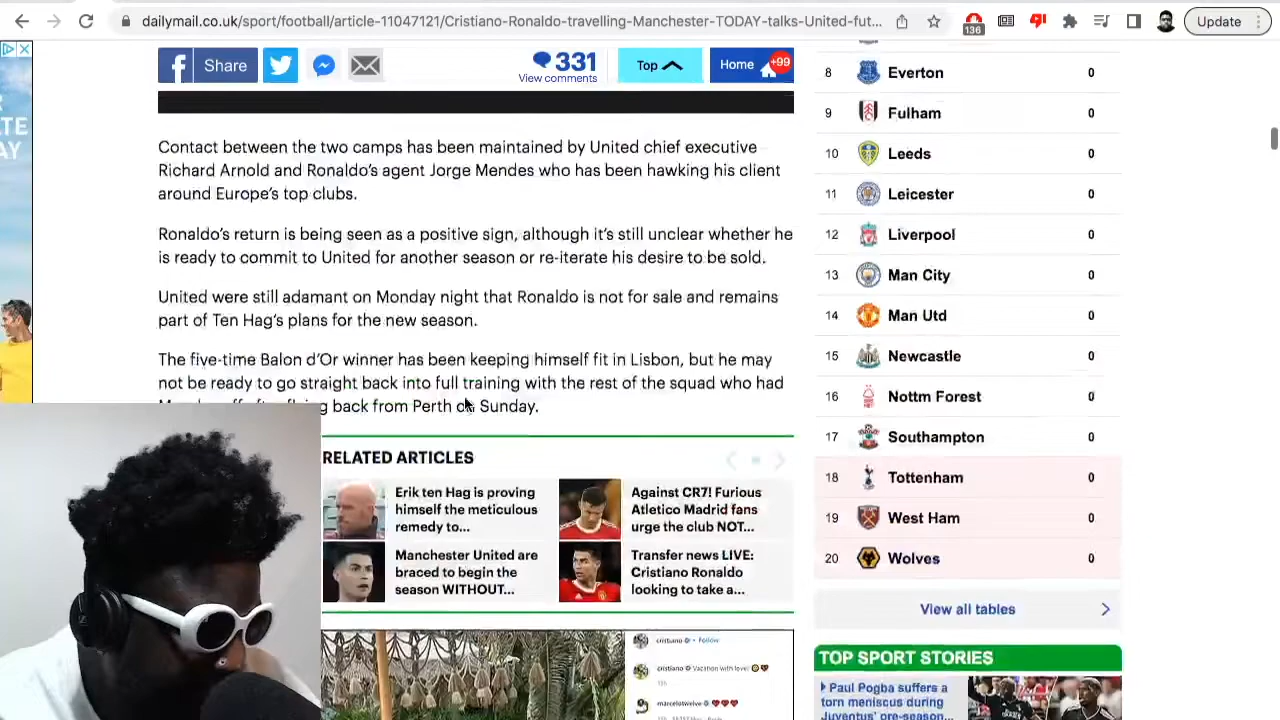 dailymail.co.uk/sport/football/article-11047121/Cristiano-Ronaldo-travelling-Manchester-TODAY-talks-United-fut...
136
Update
Share
331
View comments
Top
Home
+99
Contact between the two camps has been maintained by United chief executive
Richard Arnold and Ronaldo's agent Jorge Mendes who has been hawking his client
around Europe's top clubs.
Ronaldo's return is being seen as a positive sign, although it's still unclear whether he
is ready to commit to United for another season or re-iterate his desire to be sold.
United were still adamant on Monday night that Ronaldo is not for sale and remains
part of Ten Hag's plans for the new season.
The five-time Balon d'Or winner has been keeping himself fit in Lisbon, but he may
not be ready to go straight back into full training with the rest of the squad who had
back from Perth on Sunday.
RELATED ARTICLES
Erik ten Hag is proving
himself the meticulous
remedy to...
Against CR7! Furious
Atletico Madrid fans
urge the club NOT...
Manchester United are
braced to begin the
season WITHOUT...
Transfer news LIVE:
Cristiano Ronaldo
looking to take a...
cristiano • Follow
cristiano Vacation with love!
marcelotwelve
8 Everton 0
9 Fulham 0
10 Leeds 0
11 Leicester 0
12 Liverpool 0
13 Man City 0
14 Man Utd 0
15 Newcastle 0
16 Nottm Forest 0
17 Southampton 0
18 Tottenham 0
19 West Ham 0
20 Wolves 0
View all tables
TOP SPORT STORIES
Paul Pogba suffers a
torn meniscus during
Juventus' pre-season...